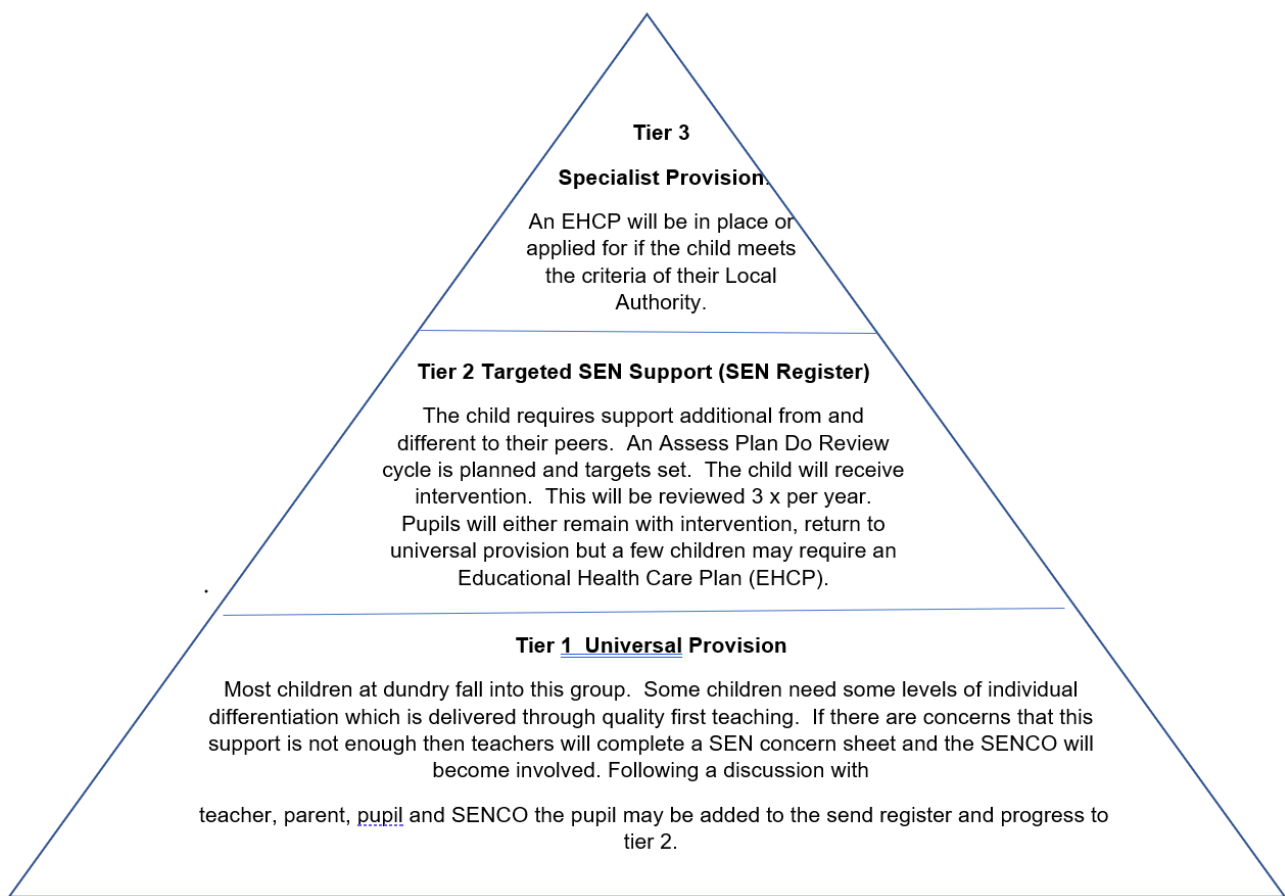 Tier 3
Specialist Provision.
An EHCP will be in place or
applied for if the child meets
the criteria of their Local
Authority.
Tier 2 Targeted SEN Support (SEN Register)
The child requires support additional from and
different to their peers.  An Assess Plan Do Review
cycle is planned and targets set.  The child will receive
intervention.  This will be reviewed 3 x per year.
Pupils will either remain with intervention, return to
universal provision but a few children may require an
Educational Health Care Plan (EHCP).
.
Tier 1  Universal Provision
Most children at dundry fall into this group.  Some children need some levels of individual
differentiation which is delivered through quality first teaching.  If there are concerns that this
support is not enough then teachers will complete a SEN concern sheet and the SENCO will
become involved. Following a discussion with
teacher, parent, pupil and SENCO the pupil may be added to the send register and progress to
tier 2.